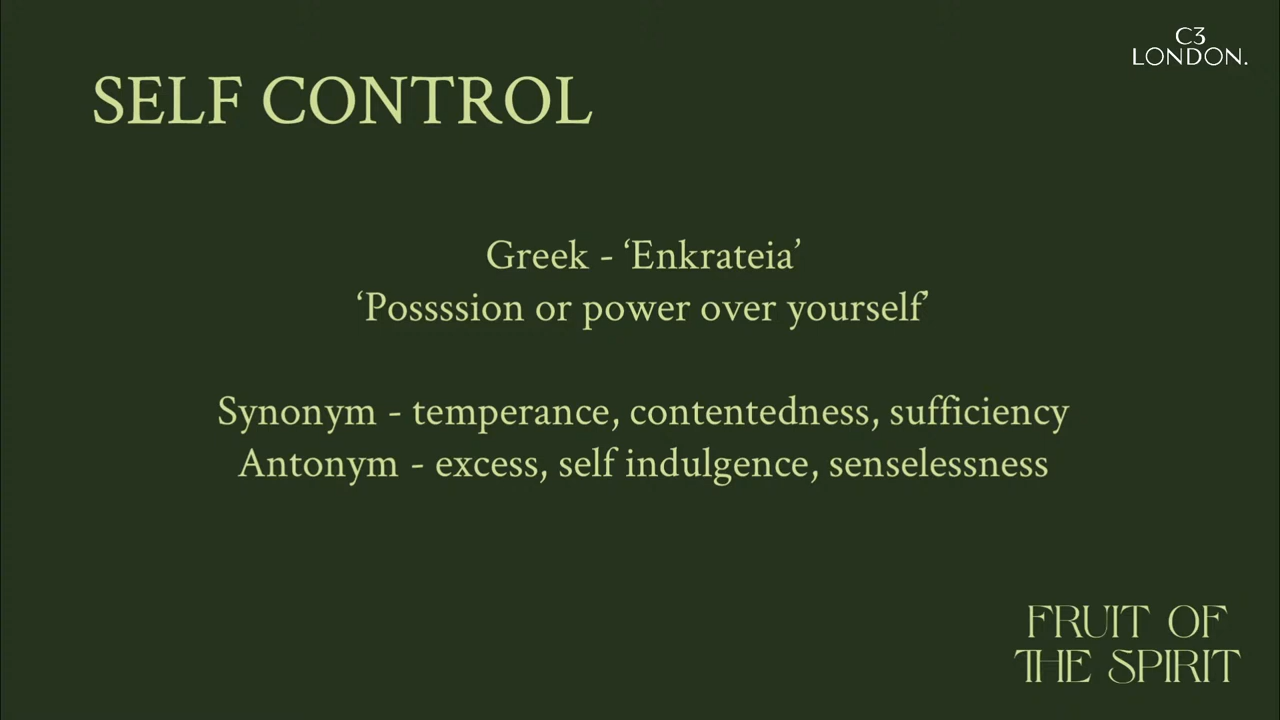 C3
LONDON.
SELF CONTROL
Greek - ‘Enkrateia’
‘Possssion or power over yourself’
Synonym - temperance, contentedness, sufficiency
Antonym - excess, self indulgence, senselessness
FRUIT OF
THE SPIRIT